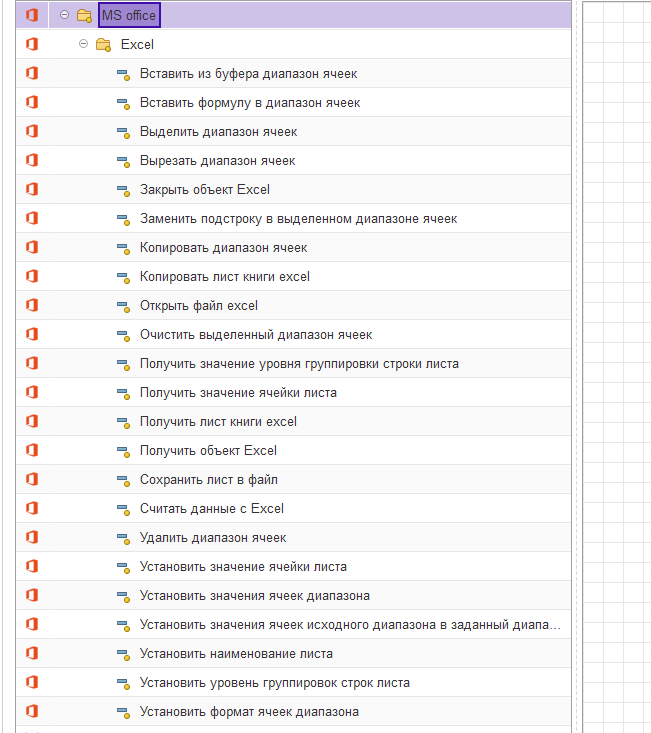 MS office
Excel
Вставить из буфера диапазон ячеек
Вставить формулу в диапазон ячеек
Выделить диапазон ячеек
Вырезать диапазон ячеек
Закрыть объект Excel
Заменить подстроку в выделенном диапазоне ячеек
Копировать диапазон ячеек
Копировать лист книги excel
Открыть файл excel
Очистить выделенный диапазон ячеек
Получить значение уровня группировки строки листа
Получить значение ячейки листа
Получить лист книги excel
Получить объект Excel
Сохранить лист в файл
Считать данные с Excel
Удалить диапазон ячеек
Установить значение ячейки листа
Установить значения ячеек диапазона
Установить значения ячеек исходного диапазона в заданный диапа...
Установить наименование листа
Установить уровень группировок строк листа
Установить формат ячеек диапазона